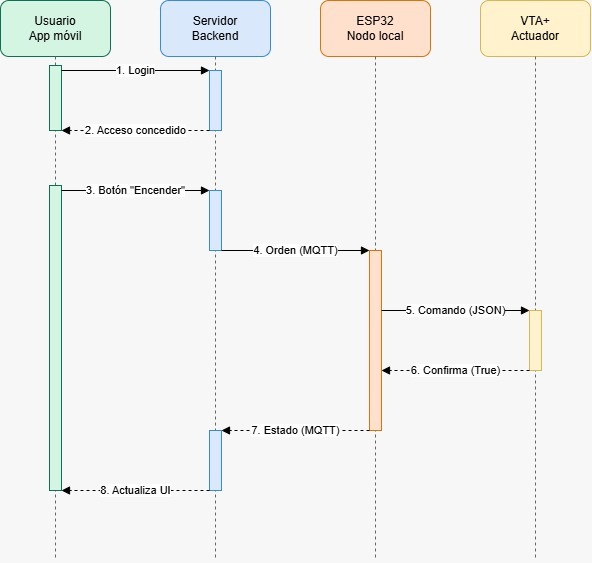 Usuario
App móvil
Servidor
Backend
ESP32
Nodo local
VTA+
Actuador
1. Login
2. Acceso concedido
3. Botón "Encender"
4. Orden (MQTT)
5. Comando (JSON)
6. Confirma (True)
7. Estado (MQTT)
8. Actualiza UI